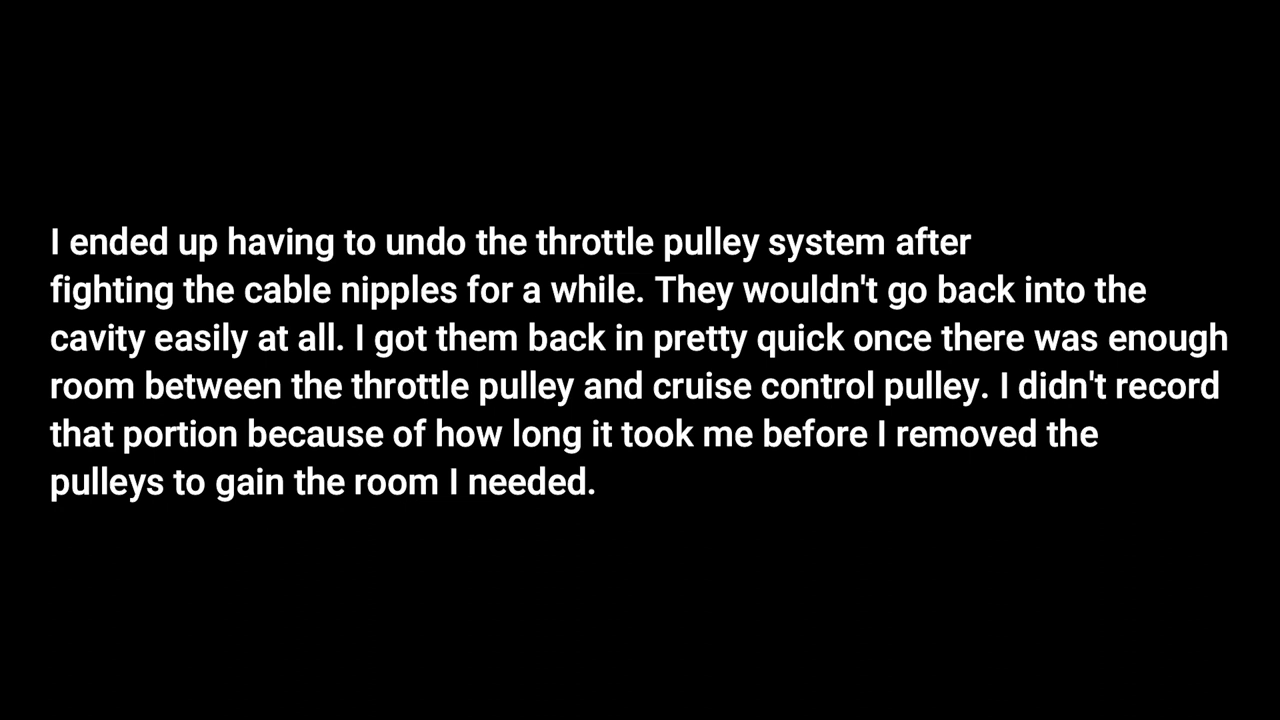 I ended up having to undo the throttle pulley system after
fighting the cable nipples for a while. They wouldn't go back into the
cavity easily at all. I got them back in pretty quick once there was enough
room between the throttle pulley and cruise control pulley. I didn't record
that portion because of how long it took me before I removed the
pulleys to gain the room I needed.